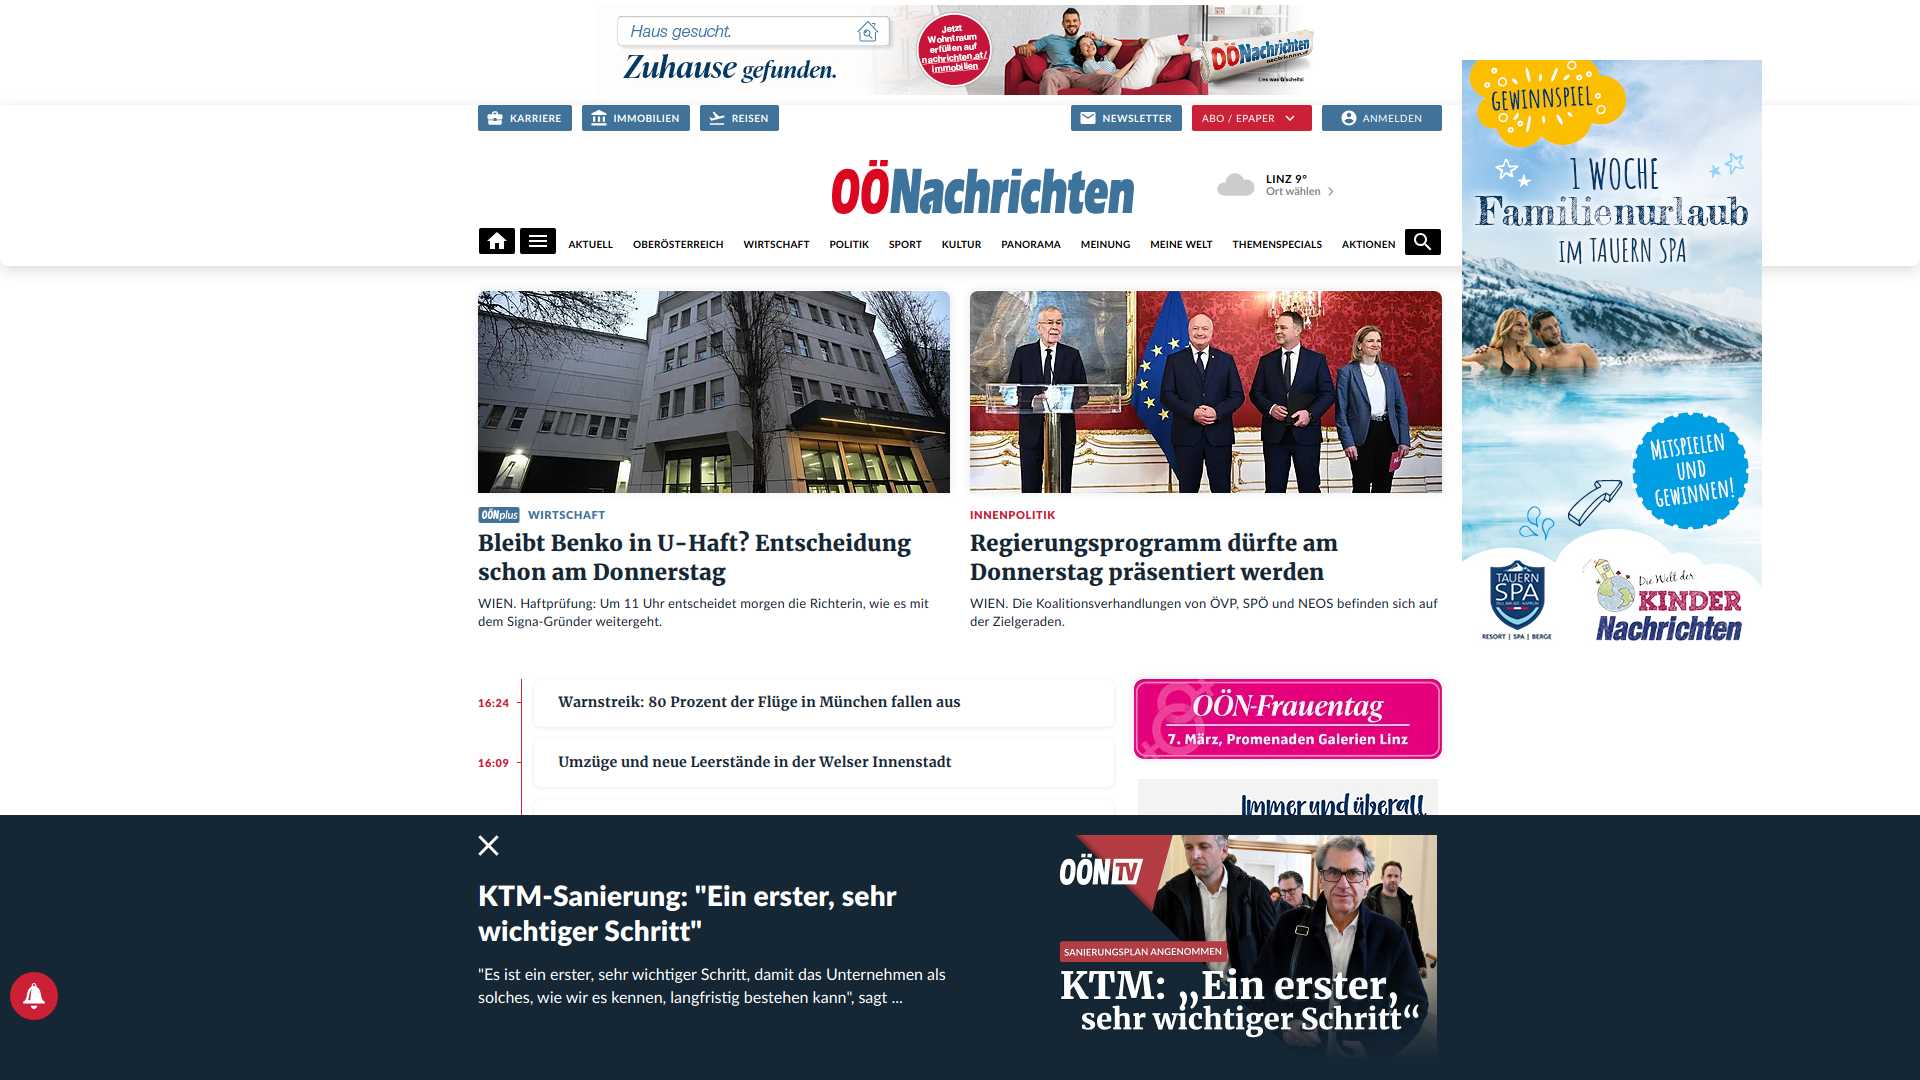 Haus gesucht.
Zuhause gefunden.
Jetzt
Wohntraum
erfüllen auf
nachrichten.at/
immobilien
OÖNachrichten
Lies was Gscheits!
KARRIERE
IMMOBILIEN
REISEN
NEWSLETTER
ABO / EPAPER
ANMELDEN
OÖNachrichten
LINZ 9°
Ort wählen
AKTUELL
OBERÖSTERREICH
WIRTSCHAFT
POLITIK
SPORT
KULTUR
PANORAMA
MEINUNG
MEINE WELT
THEMENSPECIALS
AKTIONEN
GEWINNSPIEL
1 WOCHE
Familienurlaub
IM TAUERN SPA
MITSPIELEN
UND
GEWINNEN!
TAUERN
SPA
RESORT | SPA | BERGE
Die Welt der
KINDER
Nachrichten
OÖNplus WIRTSCHAFT
Bleibt Benko in U-Haft? Entscheidung
schon am Donnerstag
WIEN. Haftprüfung: Um 11 Uhr entscheidet morgen die Richterin, wie es mit
dem Signa-Gründer weitergeht.
INNENPOLITIK
Regierungsprogramm dürfte am
Donnerstag präsentiert werden
WIEN. Die Koalitionsverhandlungen von ÖVP, SPÖ und NEOS befinden sich auf
der Zielgeraden.
16:24
Warnstreik: 80 Prozent der Flüge in München fallen aus
16:09
Umzüge und neue Leerstände in der Welser Innenstadt
OÖN-Frauentag
7. März, Promenaden Galerien Linz
Immer und überall
KTM-Sanierung: "Ein erster, sehr
wichtiger Schritt"
"Es ist ein erster, sehr wichtiger Schritt, damit das Unternehmen als
solches, wie wir es kennen, langfristig bestehen kann", sagt ...
OÖN TV
SANIERUNGSPLAN ANGENOMMEN
KTM: „Ein erster,
sehr wichtiger Schritt“